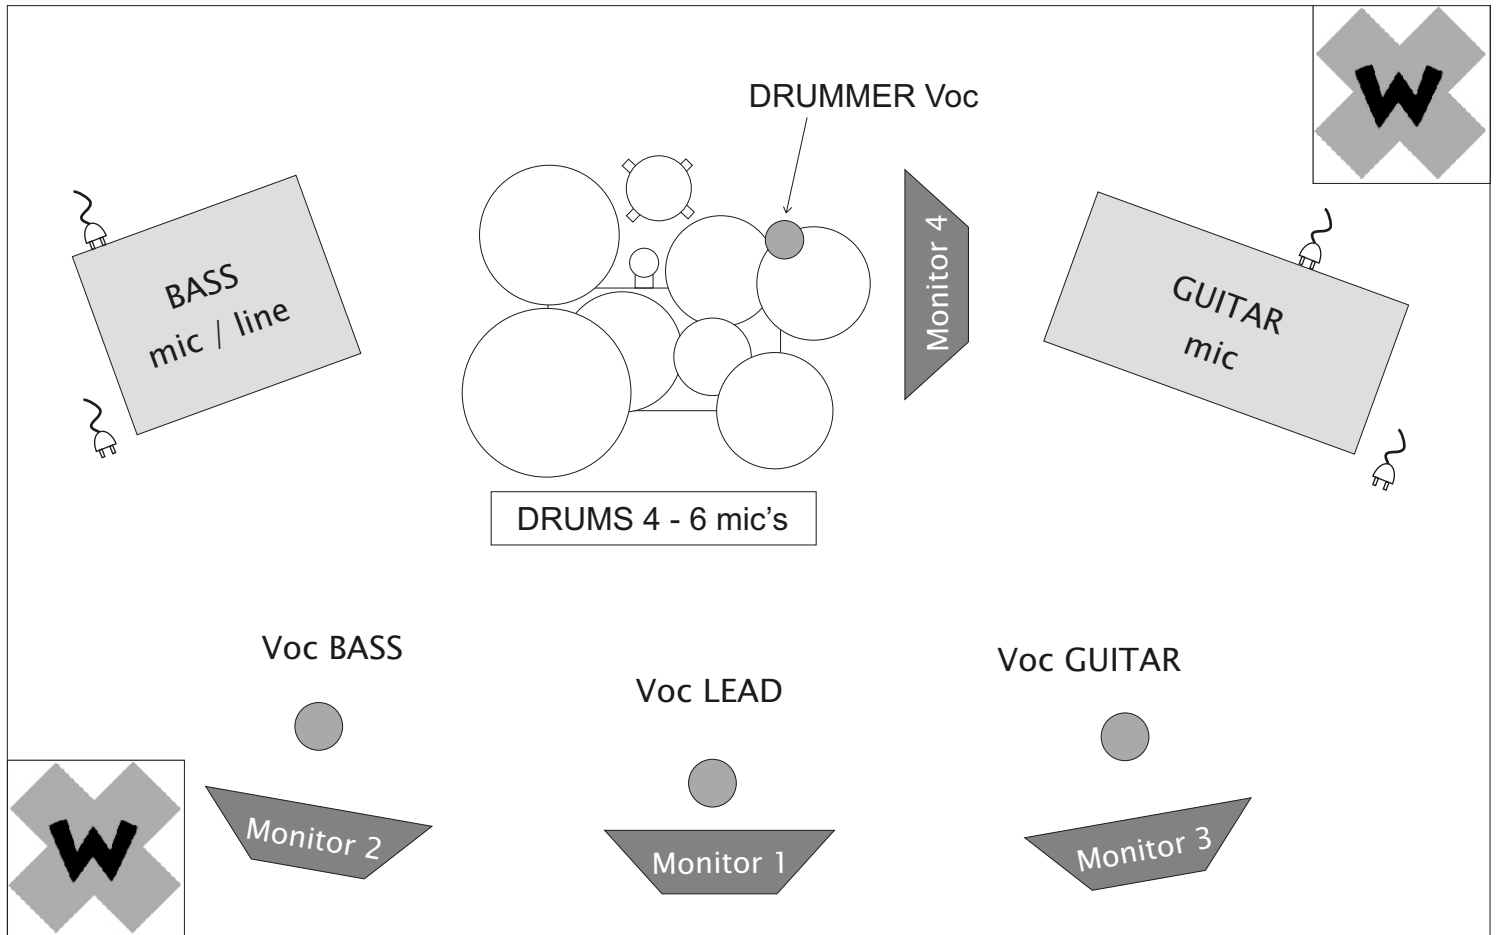 DRUMMER Voc
W
BASS
mic / line
Monitor 4
GUITAR
mic
DRUMS 4 - 6 mic's
Voc BASS
Voc LEAD
Voc GUITAR
W
Monitor 2
Monitor 1
Monitor 3